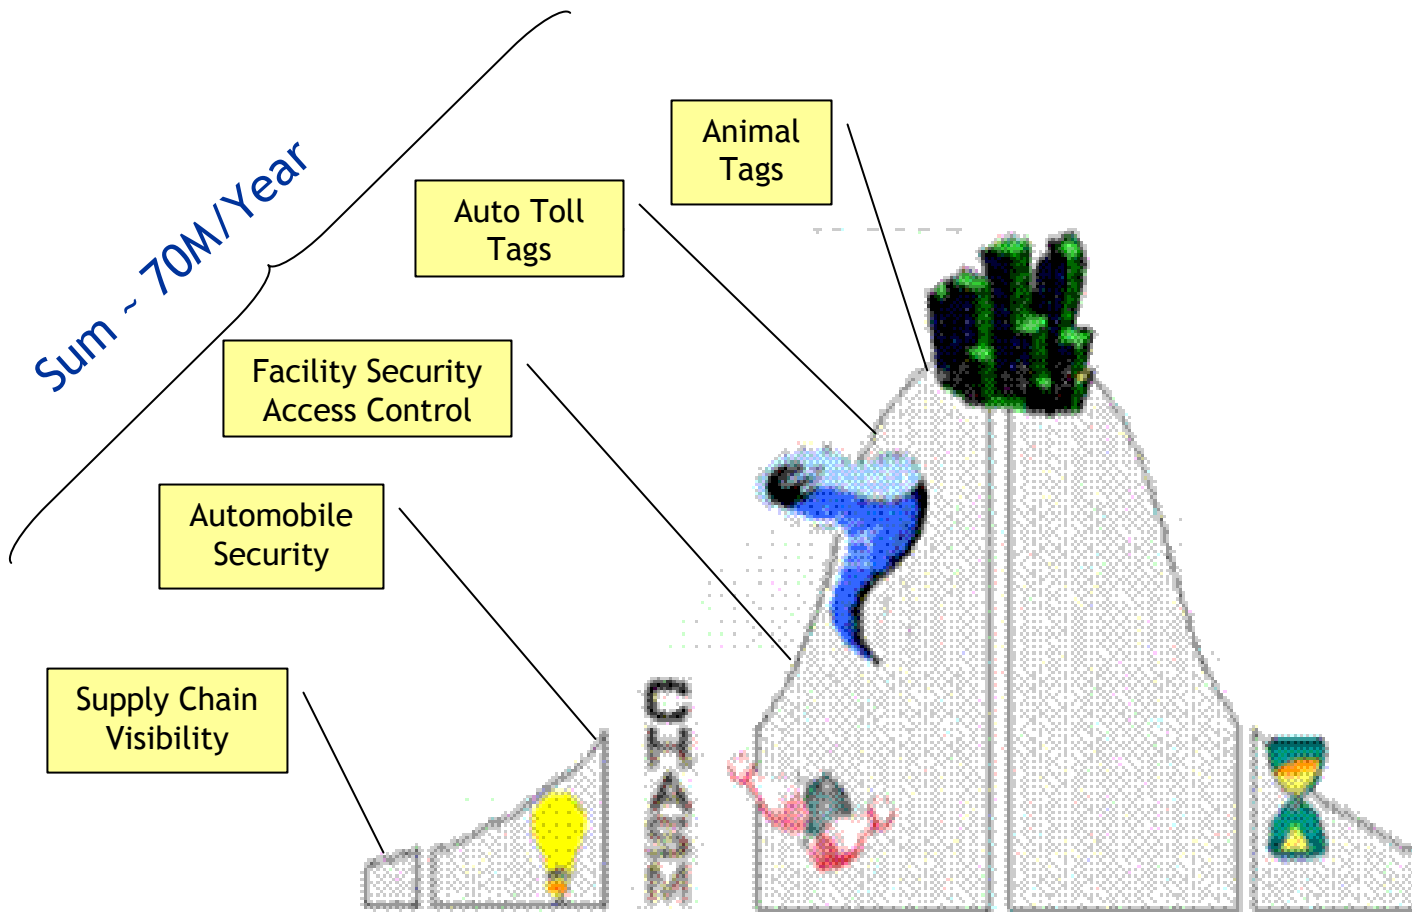 Animal
Tags
Auto Toll
Tags
Sum ~ 70M/Year
Facility Security
Access Control
Automobile
Security
Supply Chain
Visibility
CHASM